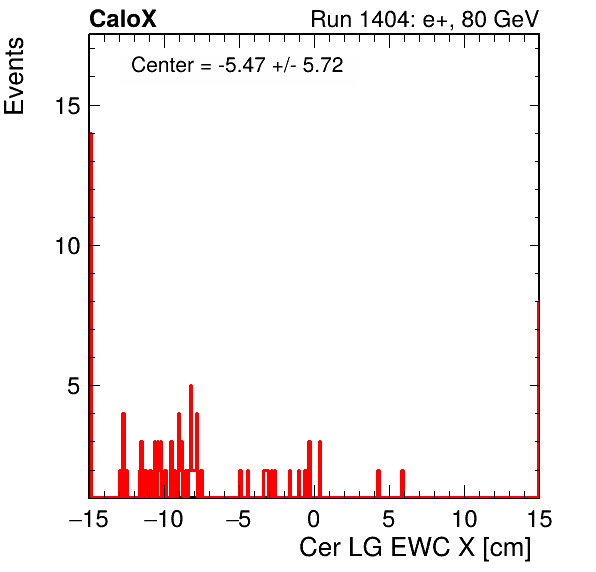 CaloX Run 1404: e+, 80 GeV
Events
Center = -5.47 +/- 5.72
15
10
5
−15 −10 −5 0 5 10 15
Cer LG EWC X [cm]